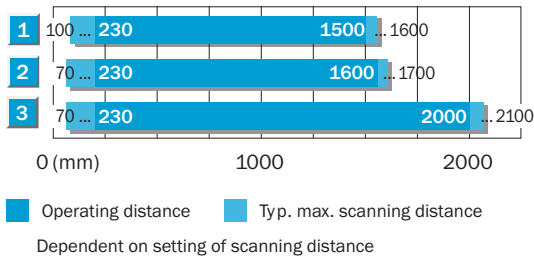 1 100 ... 230 1500 ... 1600
2 70 ... 230 1600 ... 1700
3 70 ... 230 2000 ... 2100
0 (mm) 1000 2000
Operating distance Typ. max. scanning distance
Dependent on setting of scanning distance